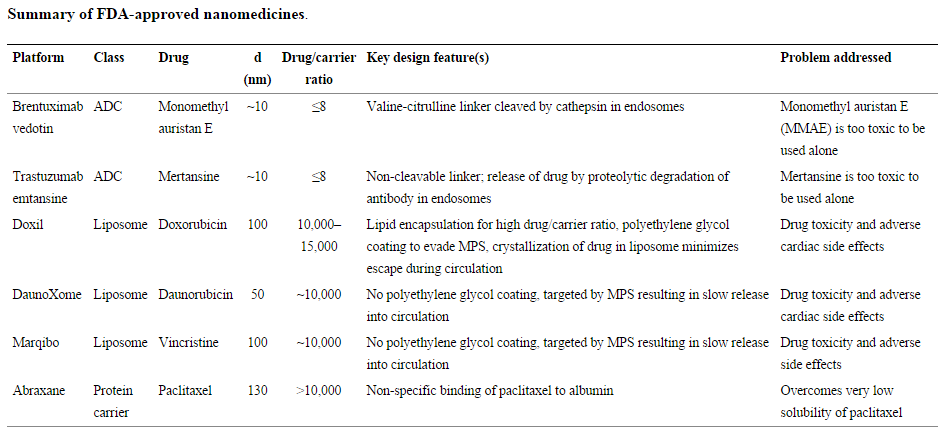 Summary of FDA-approved nanomedicines.
Platform Class Drug d (nm) Drug/carrier ratio Key design feature(s) Problem addressed
Brentuximab vedotin ADC Monomethyl auristan E ~10 ≤8 Valine-citrulline linker cleaved by cathepsin in endosomes Monomethyl auristan E (MMAE) is too toxic to be used alone
Trastuzumab emtansine ADC Mertansine ~10 ≤8 Non-cleavable linker; release of drug by proteolytic degradation of antibody in endosomes Mertansine is too toxic to be used alone
Doxil Liposome Doxorubicin 100 10,000–15,000 Lipid encapsulation for high drug/carrier ratio, polyethylene glycol coating to evade MPS, crystallization of drug in liposome minimizes escape during circulation Drug toxicity and adverse cardiac side effects
DaunoXome Liposome Daunorubicin 50 ~10,000 No polyethylene glycol coating, targeted by MPS resulting in slow release into circulation Drug toxicity and adverse cardiac side effects
Marqibo Liposome Vincristine 100 ~10,000 No polyethylene glycol coating, targeted by MPS resulting in slow release into circulation Drug toxicity and adverse side effects
Abraxane Protein carrier Paclitaxel 130 >10,000 Non-specific binding of paclitaxel to albumin Overcomes very low solubility of paclitaxel